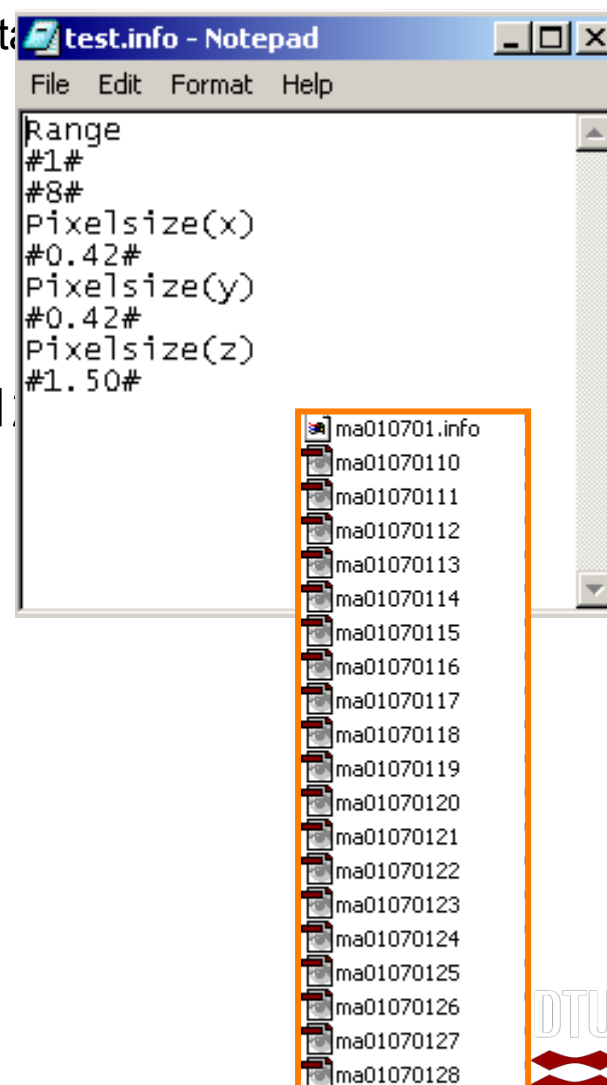 test.info - Notepad
File Edit Format Help
Range
#1#
#8#
Pixelsize(x)
#0.42#
Pixelsize(y)
#0.42#
Pixelsize(z)
#1.50#
ma010701.info
ma01070110
ma01070111
ma01070112
ma01070113
ma01070114
ma01070115
ma01070116
ma01070117
ma01070118
ma01070119
ma01070120
ma01070121
ma01070122
ma01070123
ma01070124
ma01070125
ma01070126
ma01070127
ma01070128
DTU